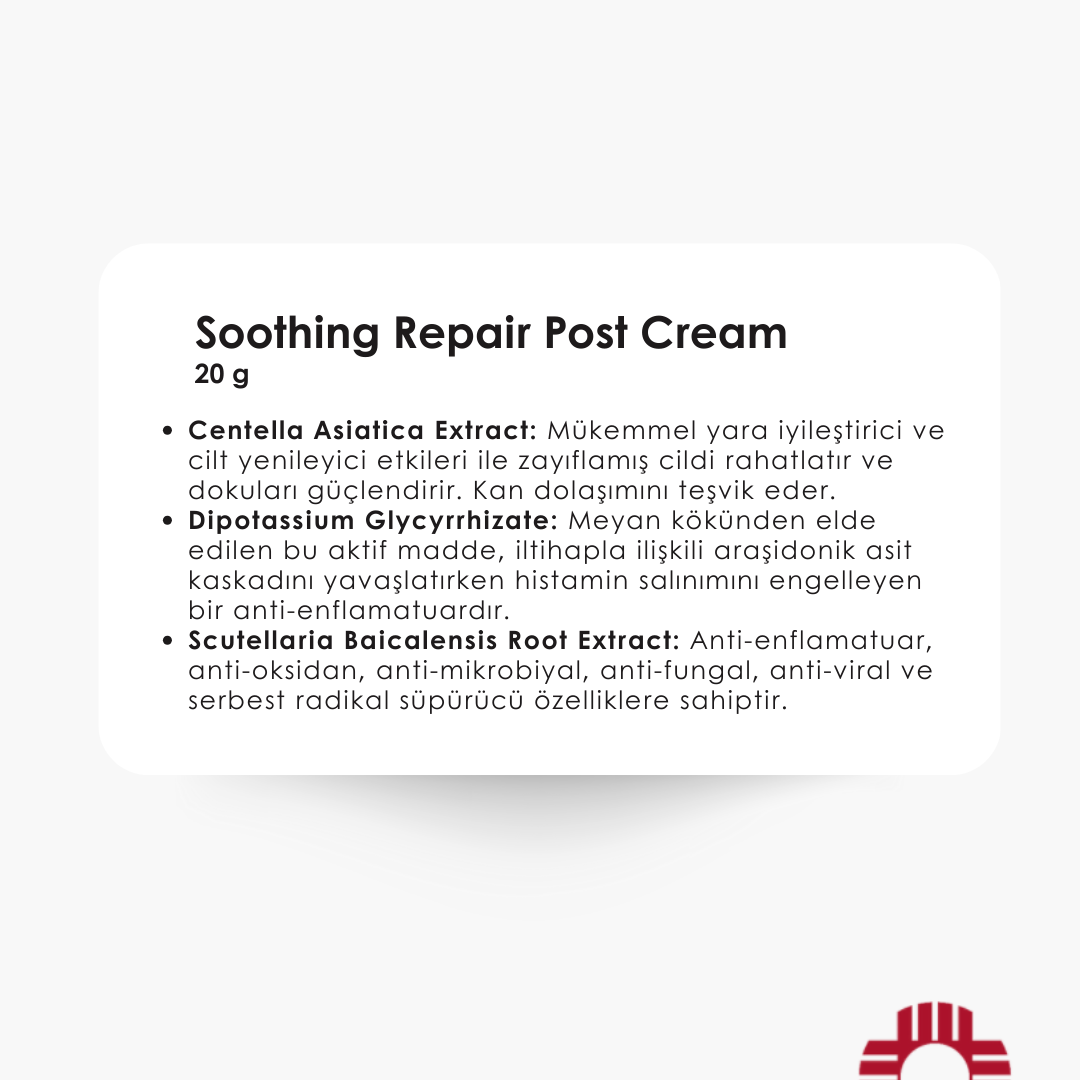 Soothing Repair Post Cream
20 g
• Centella Asiatica Extract: Mükemmel yara iyileştirici ve
cilt yenileyici etkileri ile zayıflamış cildi rahatlatır ve
dokuları güçlendirir. Kan dolaşımını teşvik eder.
• Dipotassium Glycyrrhizate: Meyan kökünden elde
edilen bu aktif madde, iltihapla ilişkili araşidonik asit
kaskadını yavaşlatırken histamin salınımını engelleyen
bir anti-enflamatuardır.
• Scutellaria Baicalensis Root Extract: Anti-enflamatuar,
anti-oksidan, anti-mikrobiyal, anti-fungal, anti-viral ve
serbest radikal süpürücü özelliklere sahiptir.